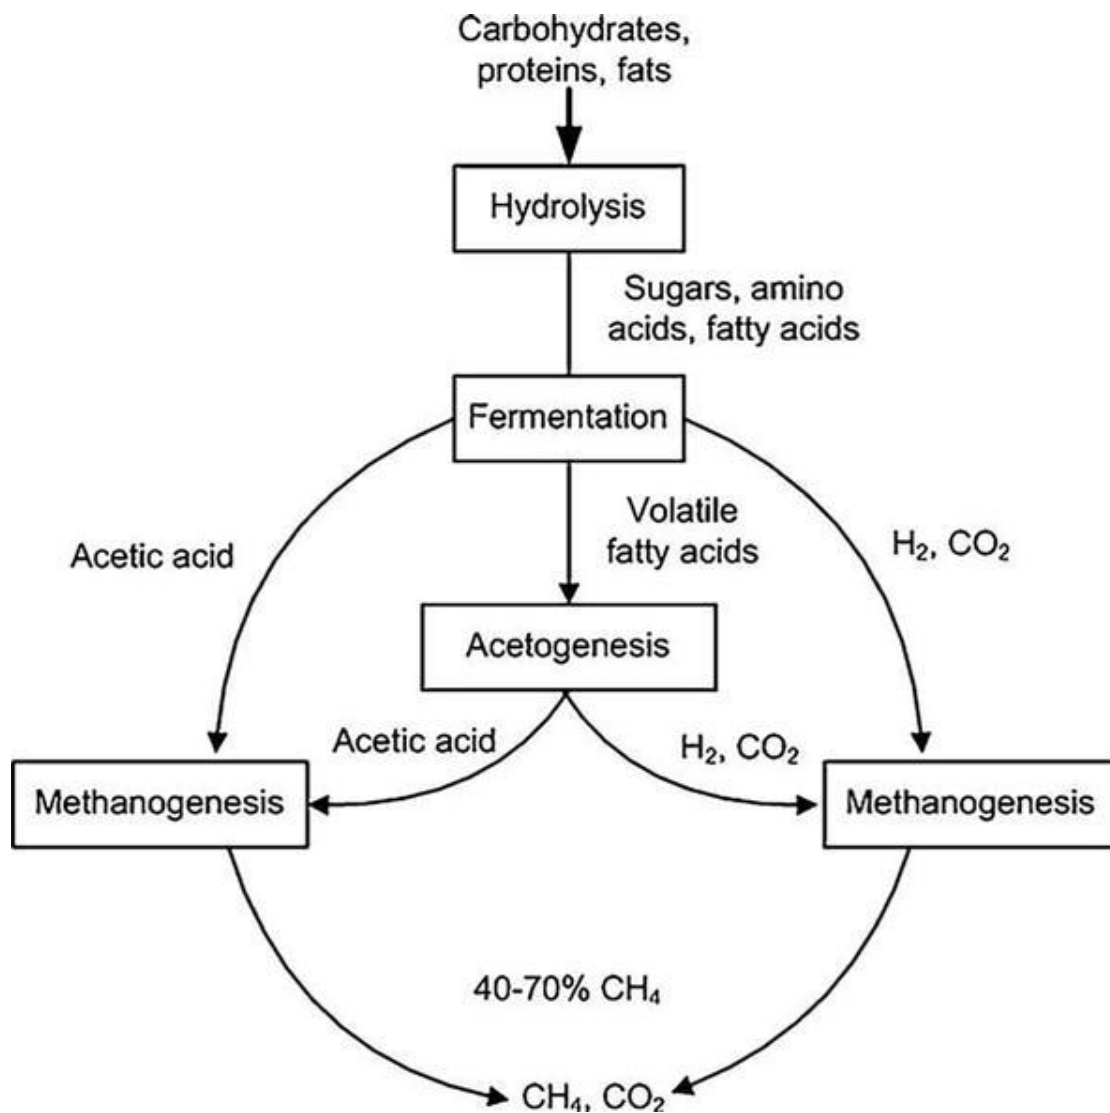 Carbohydrates,
proteins, fats
Hydrolysis
Sugars, amino
acids, fatty acids
Fermentation
Volatile
fatty acids
Acetic acid
H₂, CO₂
Acetogenesis
Acetic acid
H₂, CO₂
Methanogenesis
Methanogenesis
40-70% CH₄
CH₄, CO₂